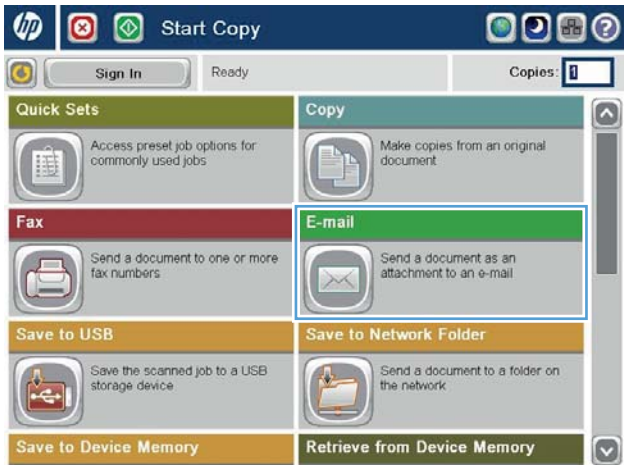 hp
Start Copy
Sign In
Ready
Copies: 1
Quick Sets
Copy
Access preset job options for
commonly used jobs
Make copies from an original
document
Fax
E-mail
Send a document to one or more
fax numbers
Send a document as an
attachment to an e-mail
Save to USB
Save to Network Folder
Save the scanned job to a USB
storage device
Send a document to a folder on
the network
Save to Device Memory
Retrieve from Device Memory